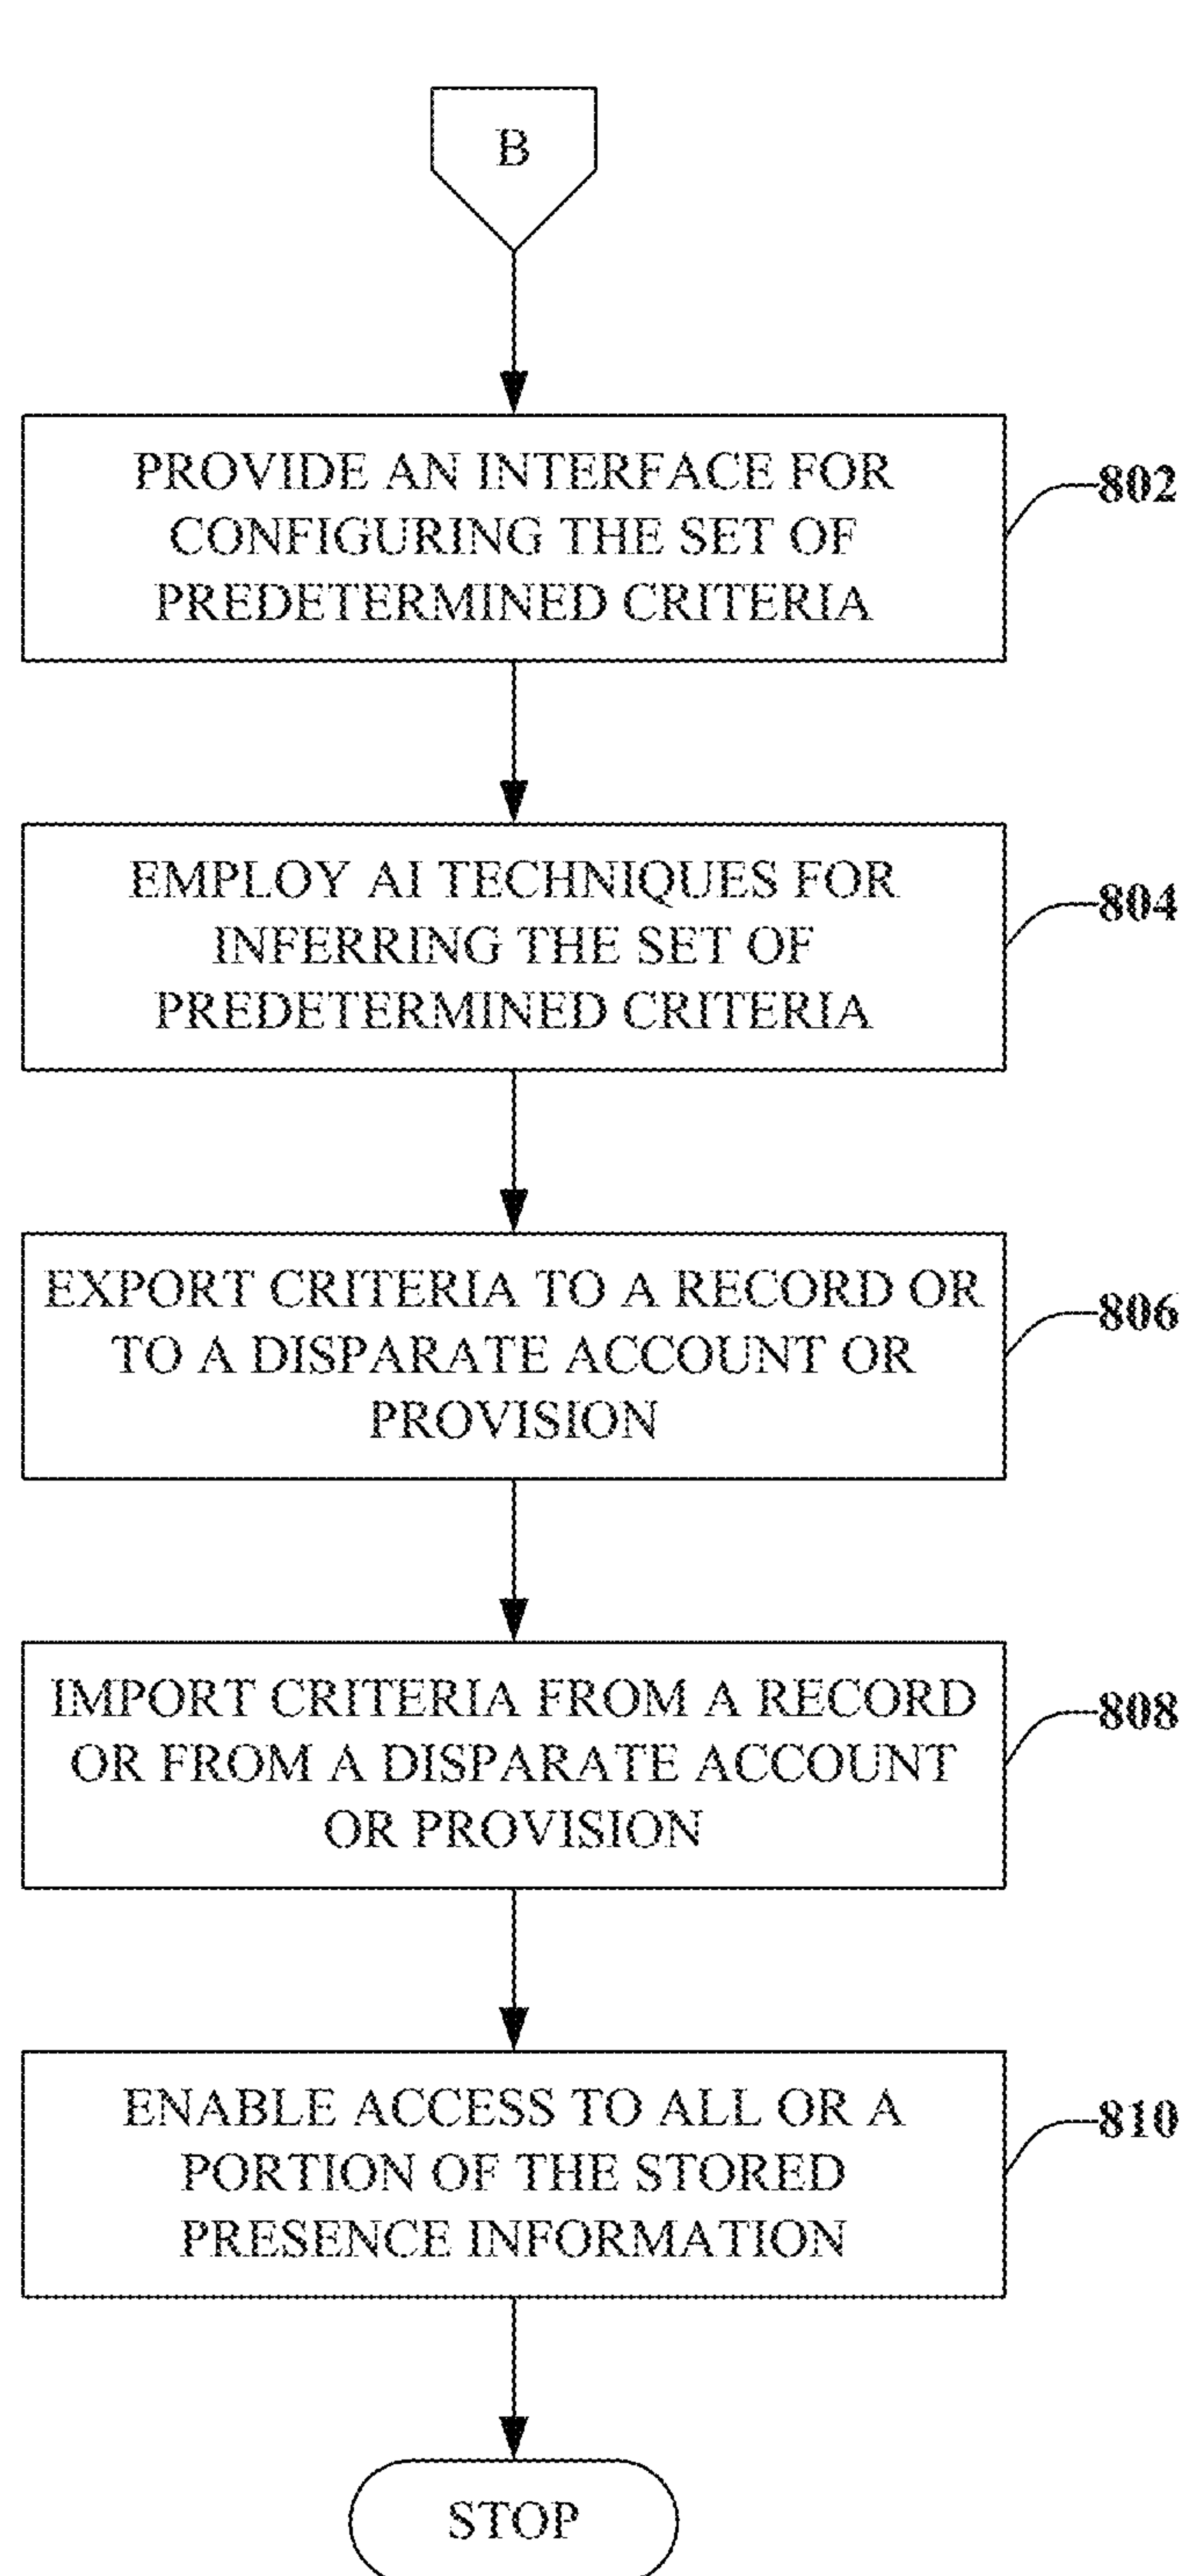 B
PROVIDE AN INTERFACE FOR
CONFIGURING THE SET OF
PREDETERMINED CRITERIA
802
EMPLOY AI TECHNIQUES FOR
INFERRING THE SET OF
PREDETERMINED CRITERIA
804
EXPORT CRITERIA TO A RECORD OR
TO A DISPARATE ACCOUNT OR
PROVISION
806
IMPORT CRITERIA FROM A RECORD
OR FROM A DISPARATE ACCOUNT
OR PROVISION
808
ENABLE ACCESS TO ALL OR A
PORTION OF THE STORED
PRESENCE INFORMATION
810
STOP